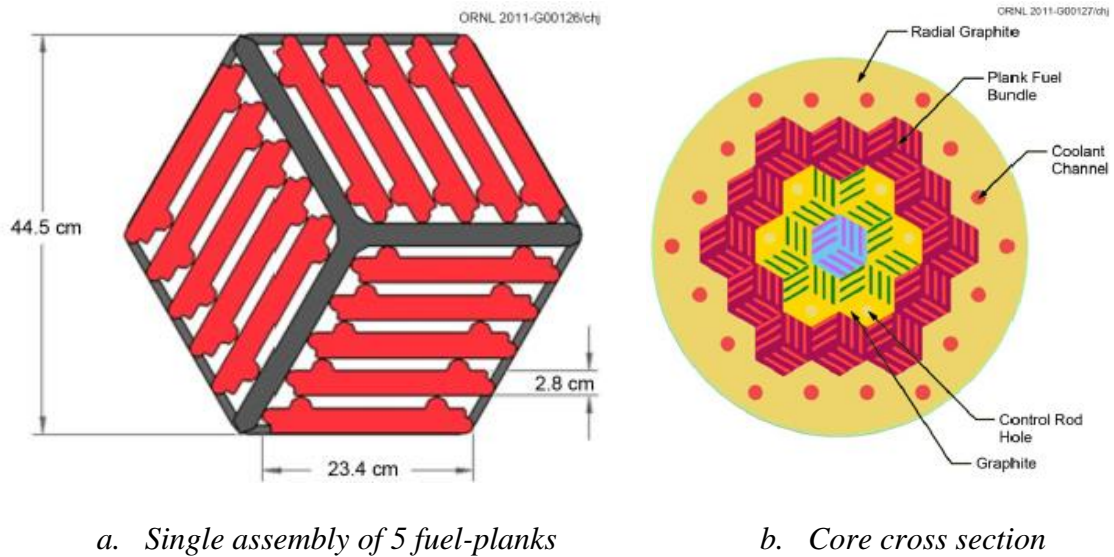 ORNL 2011-G00126/chj
44.5 cm
2.8 cm
23.4 cm
a. Single assembly of 5 fuel-planks
ORNL 2011-G00127/chj
Radial Graphite
Plank Fuel
Bundle
Coolant
Channel
Control Rod
Hole
Graphite
b. Core cross section